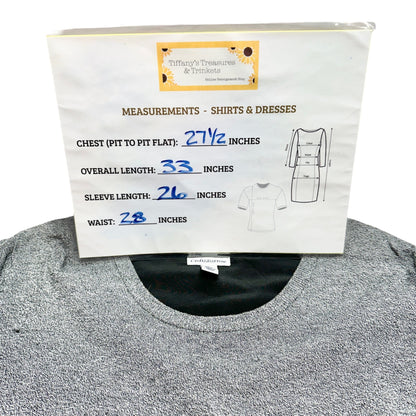 Tiffany's Treasures
& Trinkets
MEASUREMENTS - SHIRTS & DRESSES
CHEST (PIT TO PIT FLAT): 27 1/2 INCHES
OVERALL LENGTH: 33 INCHES
SLEEVE LENGTH: 26 INCHES
WAIST: 28 INCHES